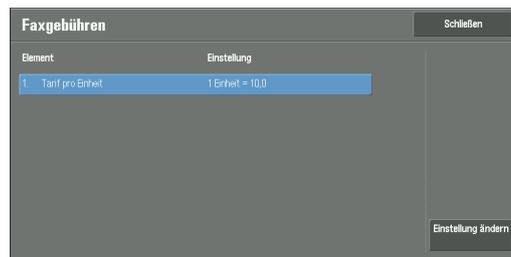 Faxgebühren
Schließen
Element Einstellung
1. Tarif pro Einheit 1 Einheit = 10,0
Einstellung ändern